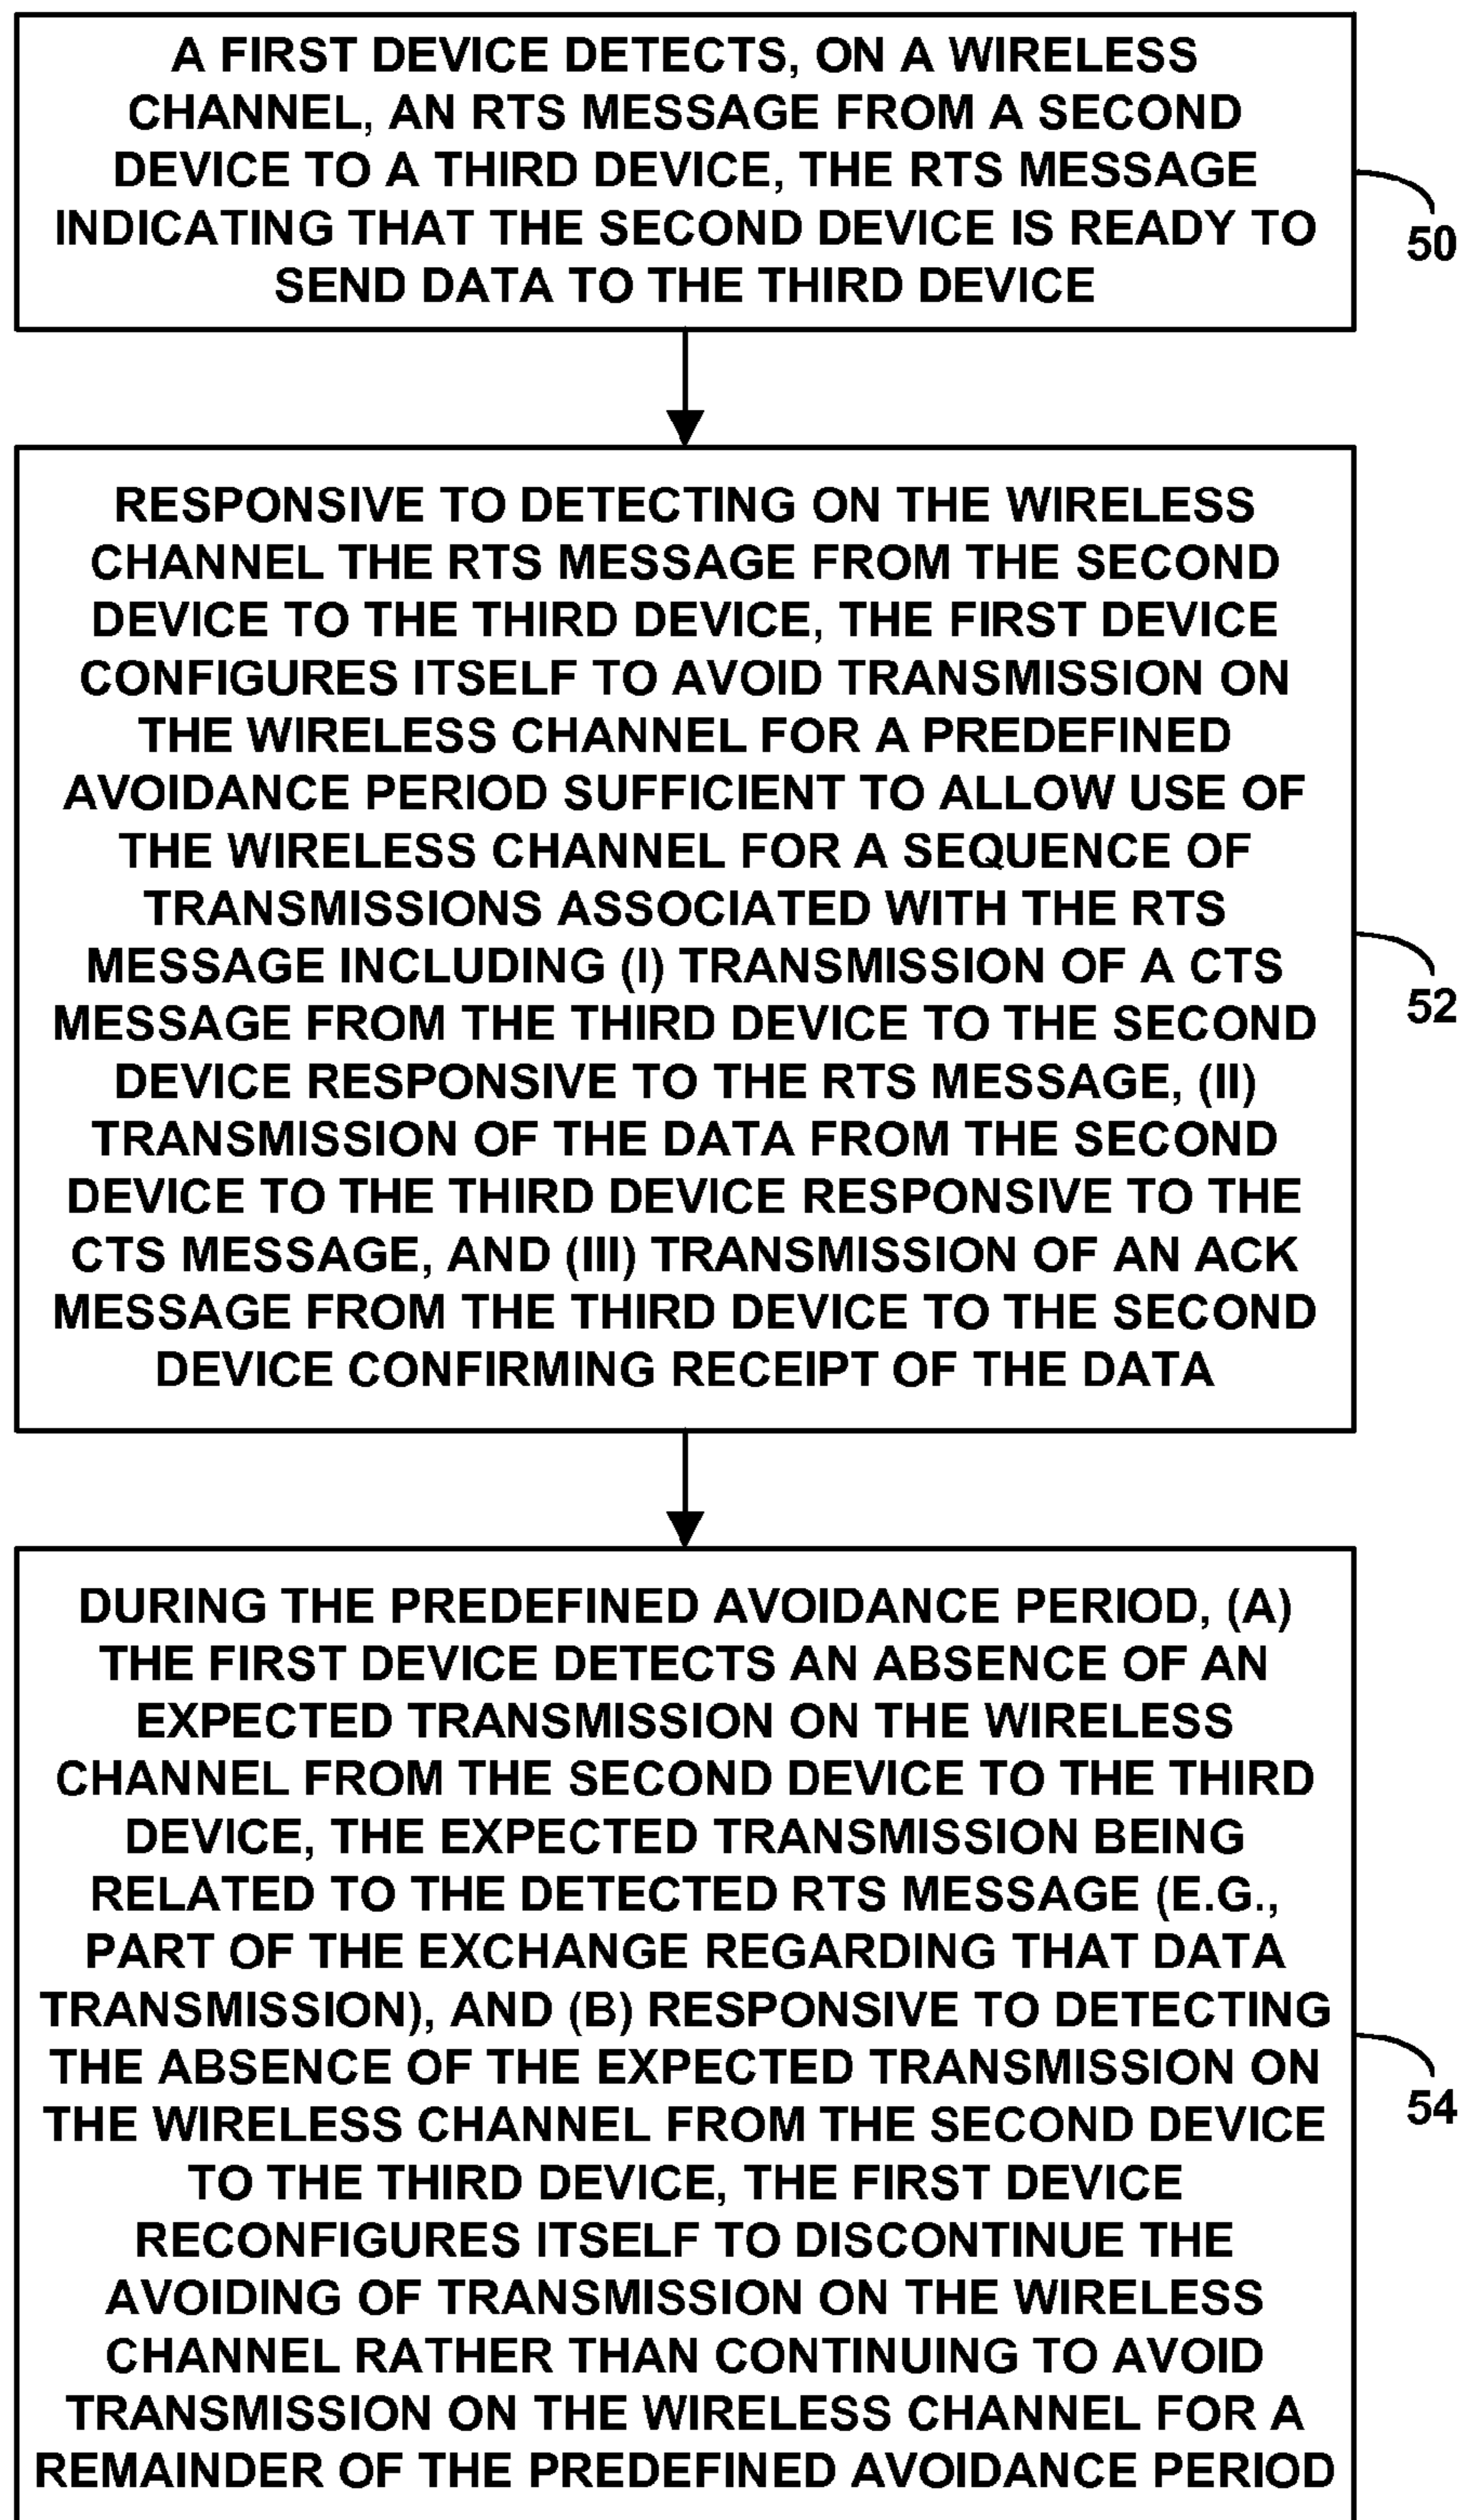 A FIRST DEVICE DETECTS, ON A WIRELESS
CHANNEL, AN RTS MESSAGE FROM A SECOND
DEVICE TO A THIRD DEVICE, THE RTS MESSAGE
INDICATING THAT THE SECOND DEVICE IS READY TO
SEND DATA TO THE THIRD DEVICE
50
RESPONSIVE TO DETECTING ON THE WIRELESS
CHANNEL THE RTS MESSAGE FROM THE SECOND
DEVICE TO THE THIRD DEVICE, THE FIRST DEVICE
CONFIGURES ITSELF TO AVOID TRANSMISSION ON
THE WIRELESS CHANNEL FOR A PREDEFINED
AVOIDANCE PERIOD SUFFICIENT TO ALLOW USE OF
THE WIRELESS CHANNEL FOR A SEQUENCE OF
TRANSMISSIONS ASSOCIATED WITH THE RTS
MESSAGE INCLUDING (I) TRANSMISSION OF A CTS
MESSAGE FROM THE THIRD DEVICE TO THE SECOND
DEVICE RESPONSIVE TO THE RTS MESSAGE, (II)
TRANSMISSION OF THE DATA FROM THE SECOND
DEVICE TO THE THIRD DEVICE RESPONSIVE TO THE
CTS MESSAGE, AND (III) TRANSMISSION OF AN ACK
MESSAGE FROM THE THIRD DEVICE TO THE SECOND
DEVICE CONFIRMING RECEIPT OF THE DATA
52
DURING THE PREDEFINED AVOIDANCE PERIOD, (A)
THE FIRST DEVICE DETECTS AN ABSENCE OF AN
EXPECTED TRANSMISSION ON THE WIRELESS
CHANNEL FROM THE SECOND DEVICE TO THE THIRD
DEVICE, THE EXPECTED TRANSMISSION BEING
RELATED TO THE DETECTED RTS MESSAGE (E.G.,
PART OF THE EXCHANGE REGARDING THAT DATA
TRANSMISSION), AND (B) RESPONSIVE TO DETECTING
THE ABSENCE OF THE EXPECTED TRANSMISSION ON
THE WIRELESS CHANNEL FROM THE SECOND DEVICE
TO THE THIRD DEVICE, THE FIRST DEVICE
RECONFIGURES ITSELF TO DISCONTINUE THE
AVOIDING OF TRANSMISSION ON THE WIRELESS
CHANNEL RATHER THAN CONTINUING TO AVOID
TRANSMISSION ON THE WIRELESS CHANNEL FOR A
REMAINDER OF THE PREDEFINED AVOIDANCE PERIOD
54